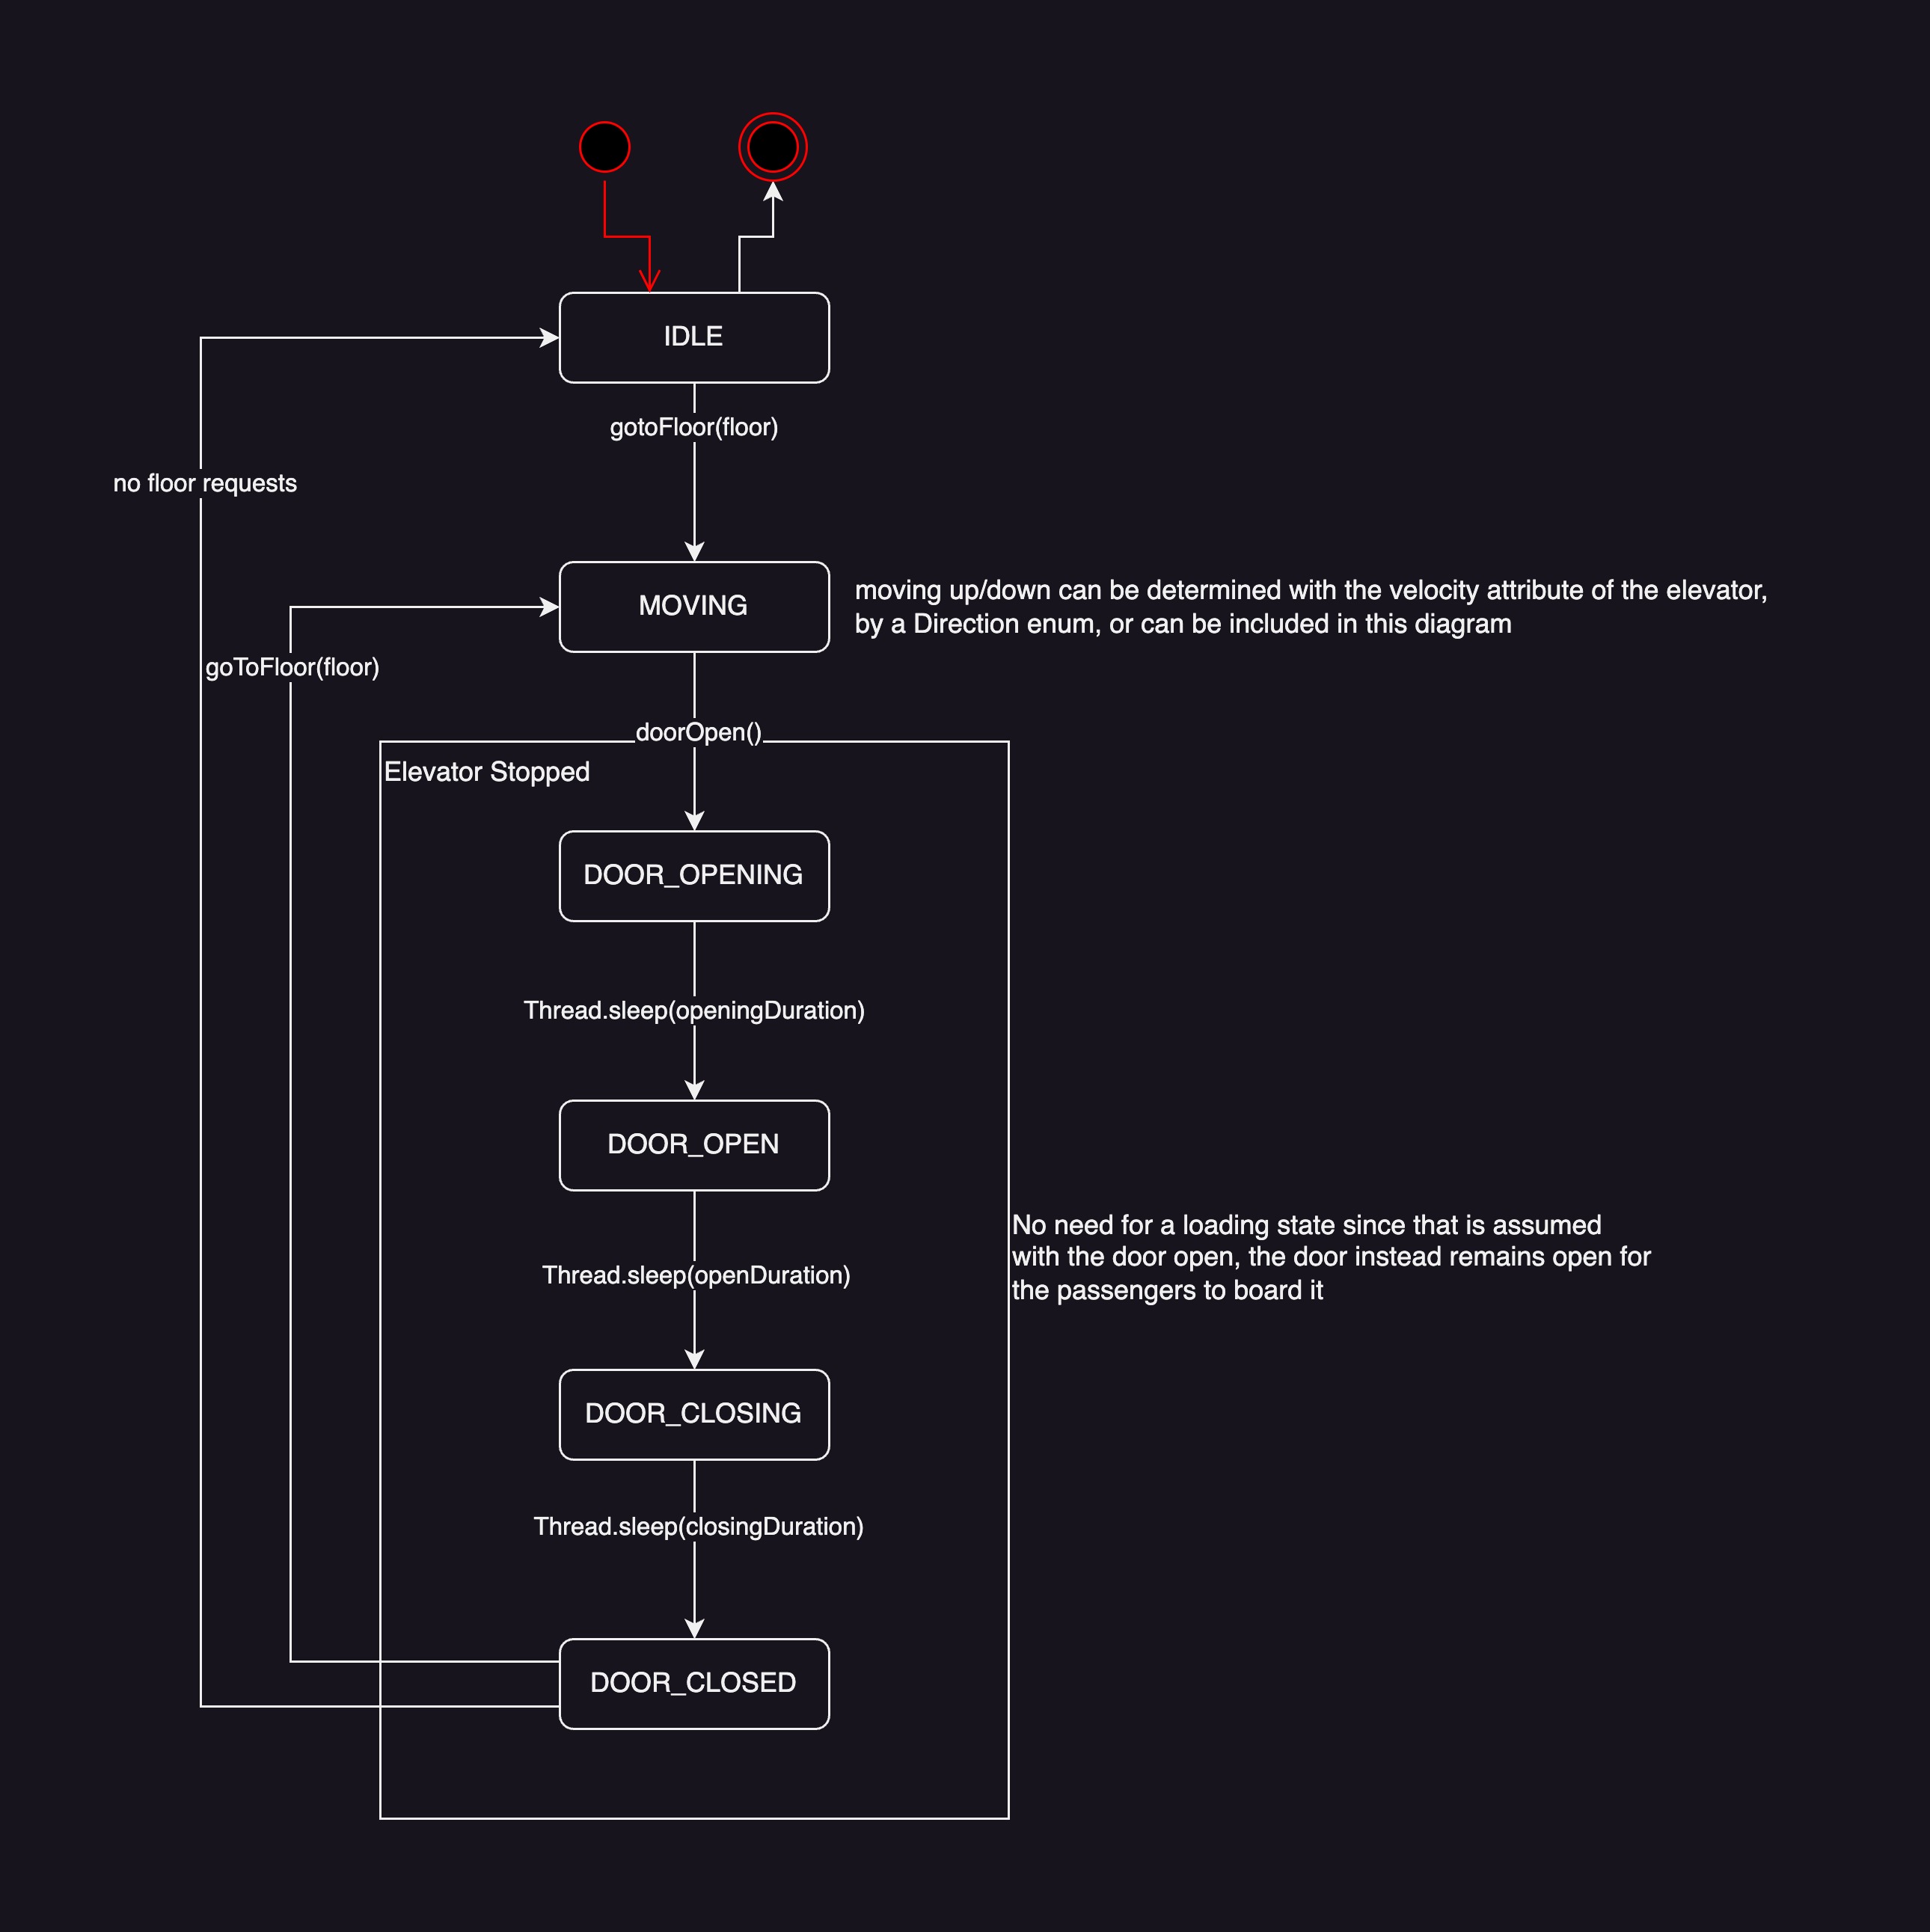 IDLE
gotoFloor(floor)
no floor requests
MOVING
moving up/down can be determined with the velocity attribute of the elevator,
by a Direction enum, or can be included in this diagram
goToFloor(floor)
doorOpen()
Elevator Stopped
DOOR_OPENING
Thread.sleep(openingDuration)
DOOR_OPEN
No need for a loading state since that is assumed
with the door open, the door instead remains open for
the passengers to board it
Thread.sleep(openDuration)
DOOR_CLOSING
Thread.sleep(closingDuration)
DOOR_CLOSED